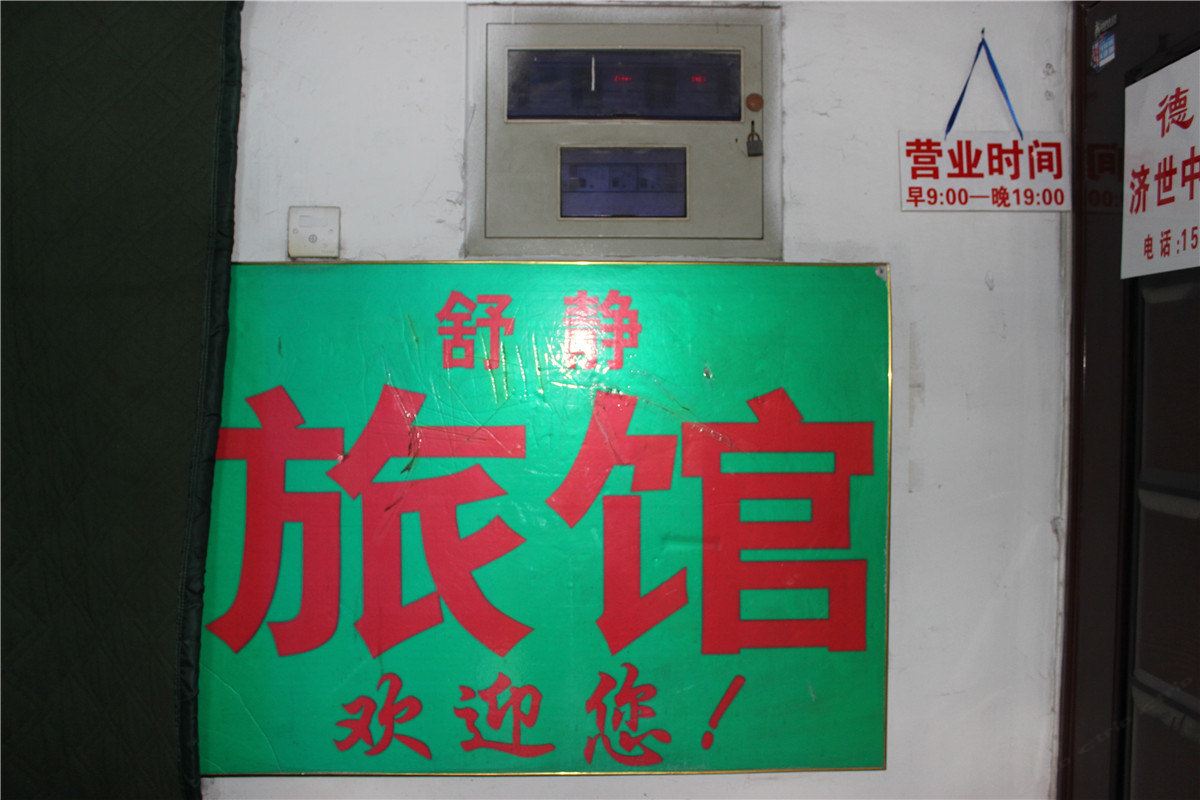 舒静
旅馆
欢迎您!
营业时间
早9:00—晚19:00
德
济世中
电话:15